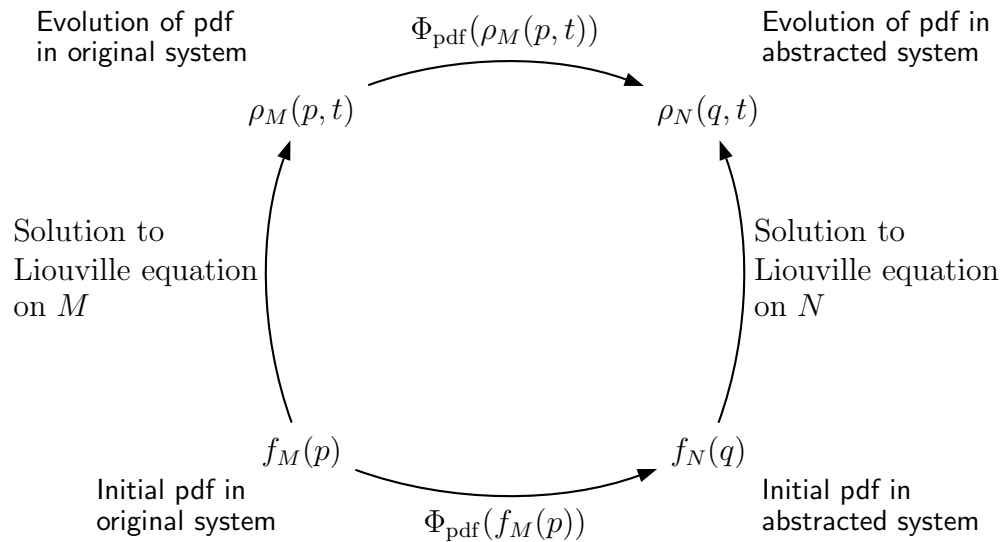 Evolution of pdf
in original system
Φ_pdf(ρ_M(p, t))
Evolution of pdf in
abstracted system
ρ_M(p, t)
ρ_N(q, t)
Solution to
Liouville equation
on M
Solution to
Liouville equation
on N
f_M(p)
f_N(q)
Initial pdf in
original system
Φ_pdf(f_M(p))
Initial pdf in
abstracted system